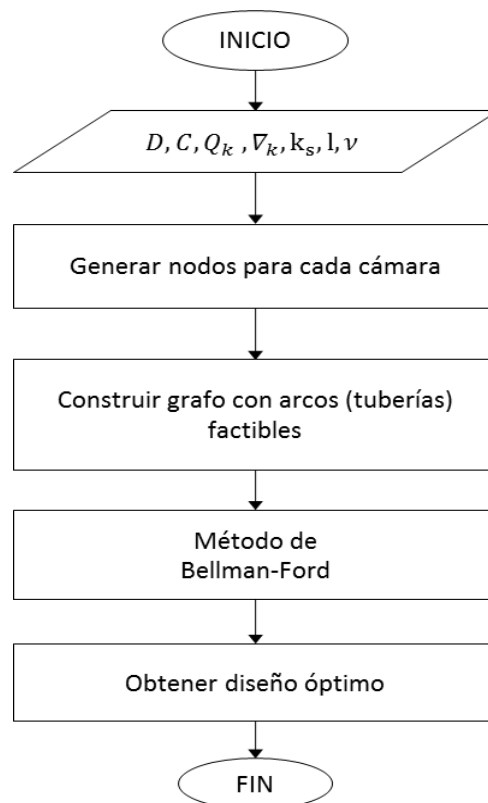 INICIO
D, C, Q_k , ∇_k, k_s, l, ν
Generar nodos para cada cámara
Construir grafo con arcos (tuberías)
factibles
Método de
Bellman-Ford
Obtener diseño óptimo
FIN